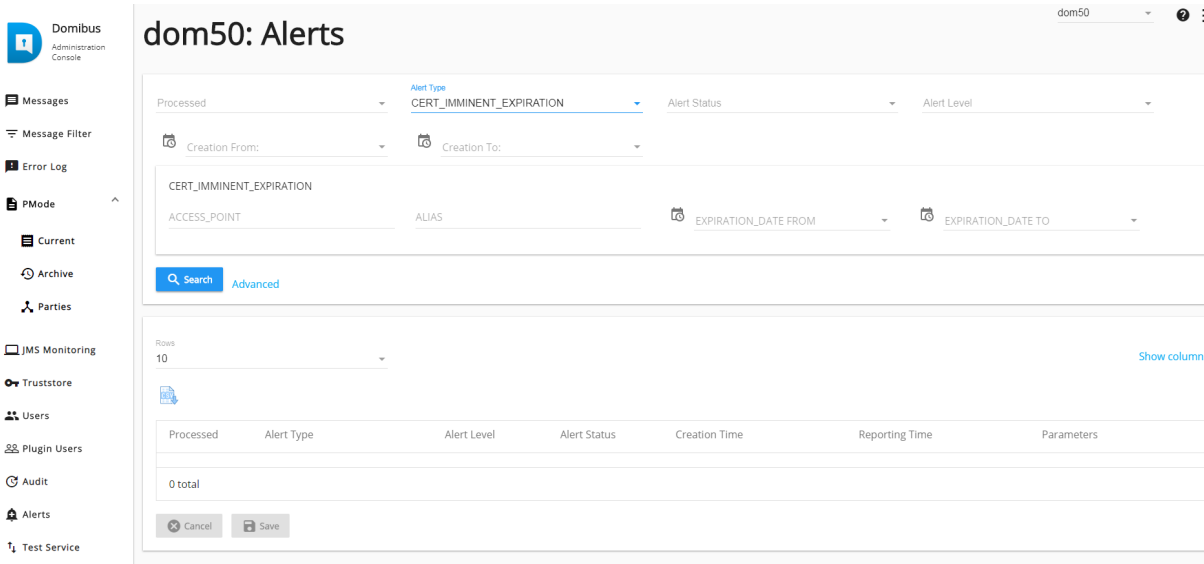 Domibus
Administration
Console
Messages
Message Filter
Error Log
PMode
Current
Archive
Parties
JMS Monitoring
Truststore
Users
Plugin Users
Audit
Alerts
Test Service
dom50: Alerts
dom50
Processed
Alert Type
CERT_IMMINENT_EXPIRATION
Alert Status
Alert Level
Creation From:
Creation To:
CERT_IMMINENT_EXPIRATION
ACCESS_POINT
ALIAS
EXPIRATION_DATE FROM
EXPIRATION_DATE TO
Search
Advanced
Rows
10
Show column
Processed Alert Type Alert Level Alert Status Creation Time Reporting Time Parameters
0 total
Cancel
Save